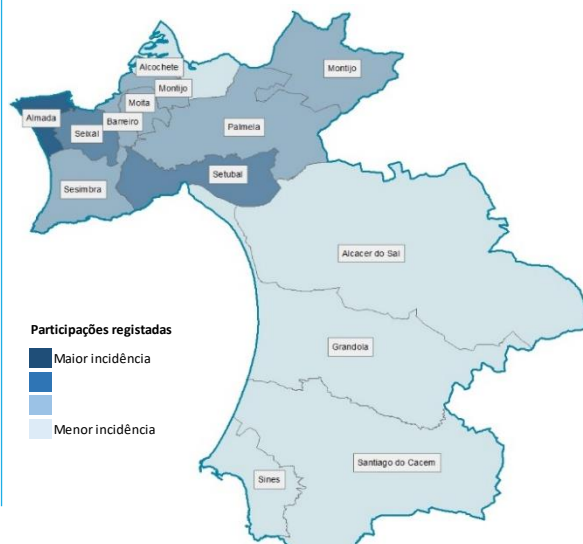 Alcochete
Montijo
Montijo
Moita
Almada
Barreiro
Seixal
Palmela
Setubal
Sesimbra
Alcacer do Sal
Participações registadas
Maior incidência
Grandola
Menor incidência
Santiago do Cacem
Sines